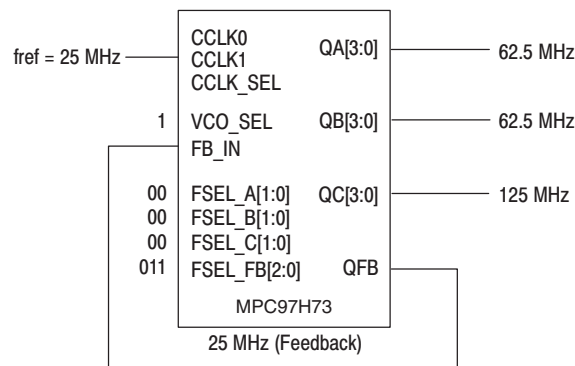 fref = 25 MHz
CCLK0
CCLK1
CCLK_SEL
QA[3:0]
62.5 MHz
1
VCO_SEL
QB[3:0]
62.5 MHz
FB_IN
00
FSEL_A[1:0]
QC[3:0]
125 MHz
00
FSEL_B[1:0]
00
FSEL_C[1:0]
011
FSEL_FB[2:0]
QFB
MPC97H73
25 MHz (Feedback)